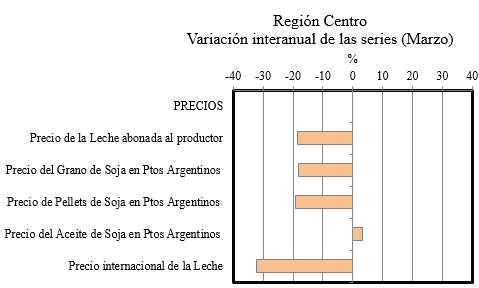 Región Centro
Variación interanual de las series (Marzo)
%
-40 -30 -20 -10 0 10 20 30 40
PRECIOS
Precio de la Leche abonada al productor
Precio del Grano de Soja en Ptos Argentinos
Precio de Pellets de Soja en Ptos Argentinos
Precio del Aceite de Soja en Ptos Argentinos
Precio internacional de la Leche